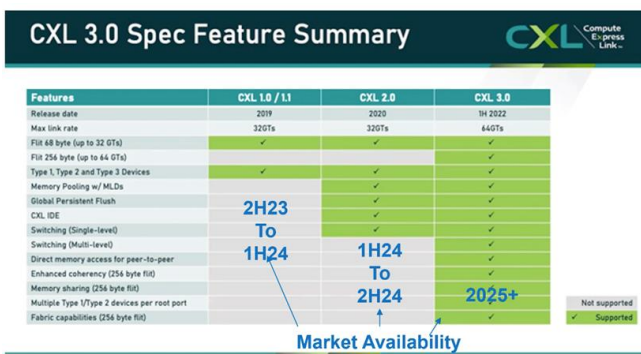 CXL 3.0 Spec Feature Summary
CXL Compute Express Link™
Features CXL 1.0 / 1.1 CXL 2.0 CXL 3.0
Release date 2019 2020 1H 2022
Max link rate 32GTs 32GTs 64GTs
Flit 68 byte (up to 32 GTs) ✓ ✓ ✓
Flit 256 byte (up to 64 GTs) ✓
Type 1, Type 2 and Type 3 Devices ✓ ✓ ✓
Memory Pooling w/ MLDs ✓ ✓
Global Persistent Flush ✓ ✓
CXL IDE ✓ ✓
Switching (Single-level) ✓ ✓
Switching (Multi-level) ✓
Direct memory access for peer-to-peer ✓
Enhanced coherency (256 byte flit) ✓
Memory sharing (256 byte flit) ✓
Multiple Type 1/Type 2 devices per root port ✓
Fabric capabilities (256 byte flit) ✓
2H23
To
1H24
1H24
To
2H24
2025+
Not supported
✓ Supported
Market Availability